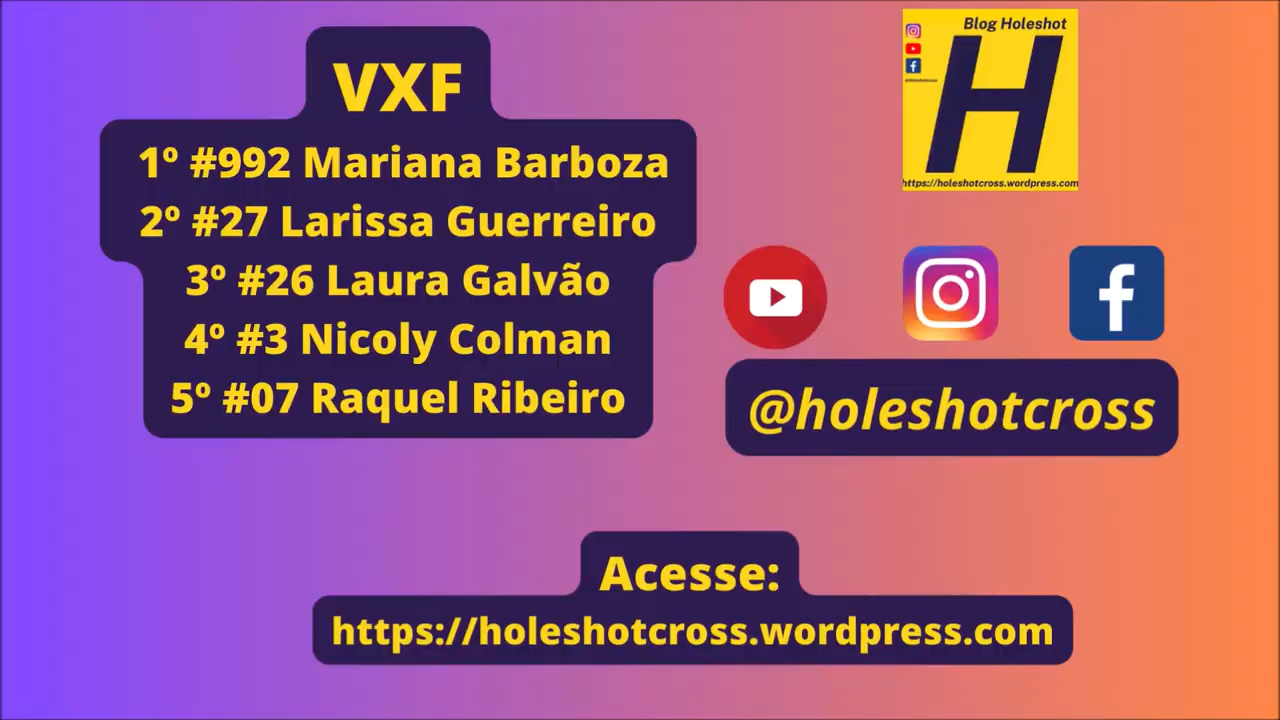 VXF
1º #992 Mariana Barboza
2º #27 Larissa Guerreiro
3º #26 Laura Galvão
4º #3 Nicoly Colman
5º #07 Raquel Ribeiro
Blog Holeshot
H
https://holeshotcross.wordpress.com
@holeshotcross
Acesse:
https://holeshotcross.wordpress.com